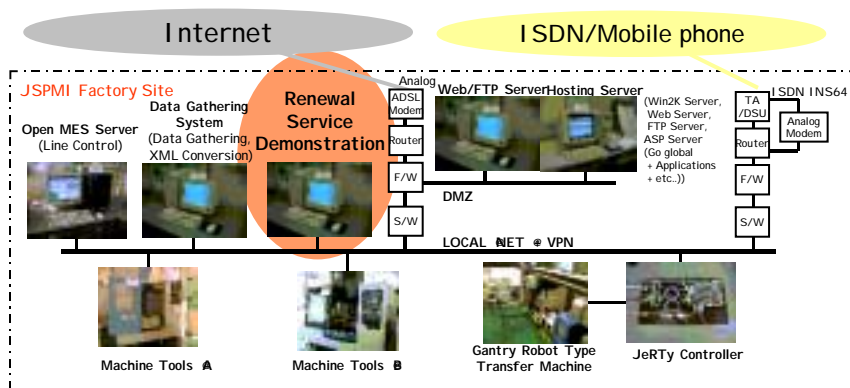 Internet
ISDN/Mobile phone
JSPMI Factory Site
Open MES Server
(Line Control)
Data Gathering
System
(Data Gathering,
XML Conversion)
Renewal
Service
Demonstration
Analog
ADSL
Modem
Router
F/W
S/W
Web/FTP Server
Hosting Server
(Win2K Server,
Web Server,
FTP Server,
ASP Server
(Go global
+ Applications
+ etc..))
DMZ
TA
/DSU
ISDN INS64
Analog
Modem
Router
F/W
S/W
LOCAL NET VPN
Machine Tools A
Machine Tools B
Gantry Robot Type
Transfer Machine
JeRTy Controller